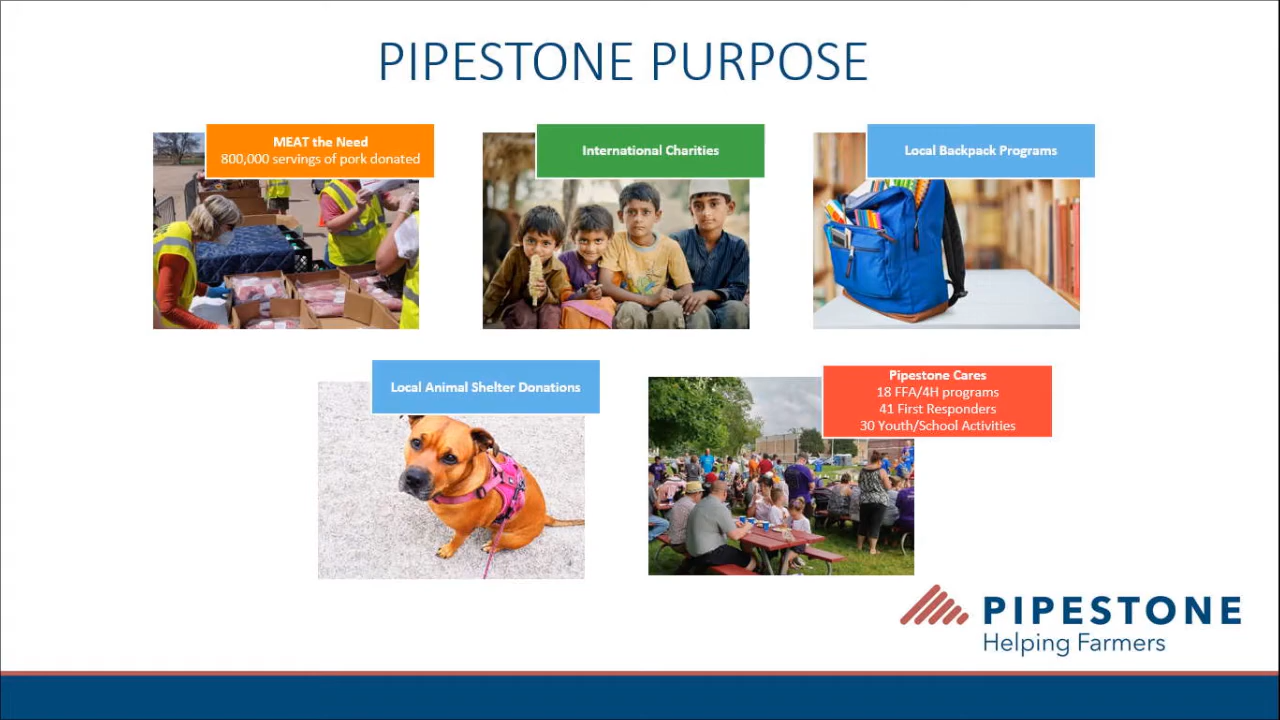 PIPESTONE PURPOSE
MEAT the Need
800,000 servings of pork donated
International Charities
Local Backpack Programs
Local Animal Shelter Donations
Pipestone Cares
18 FFA/4H programs
41 First Responders
30 Youth/School Activities
PIPESTONE
Helping Farmers